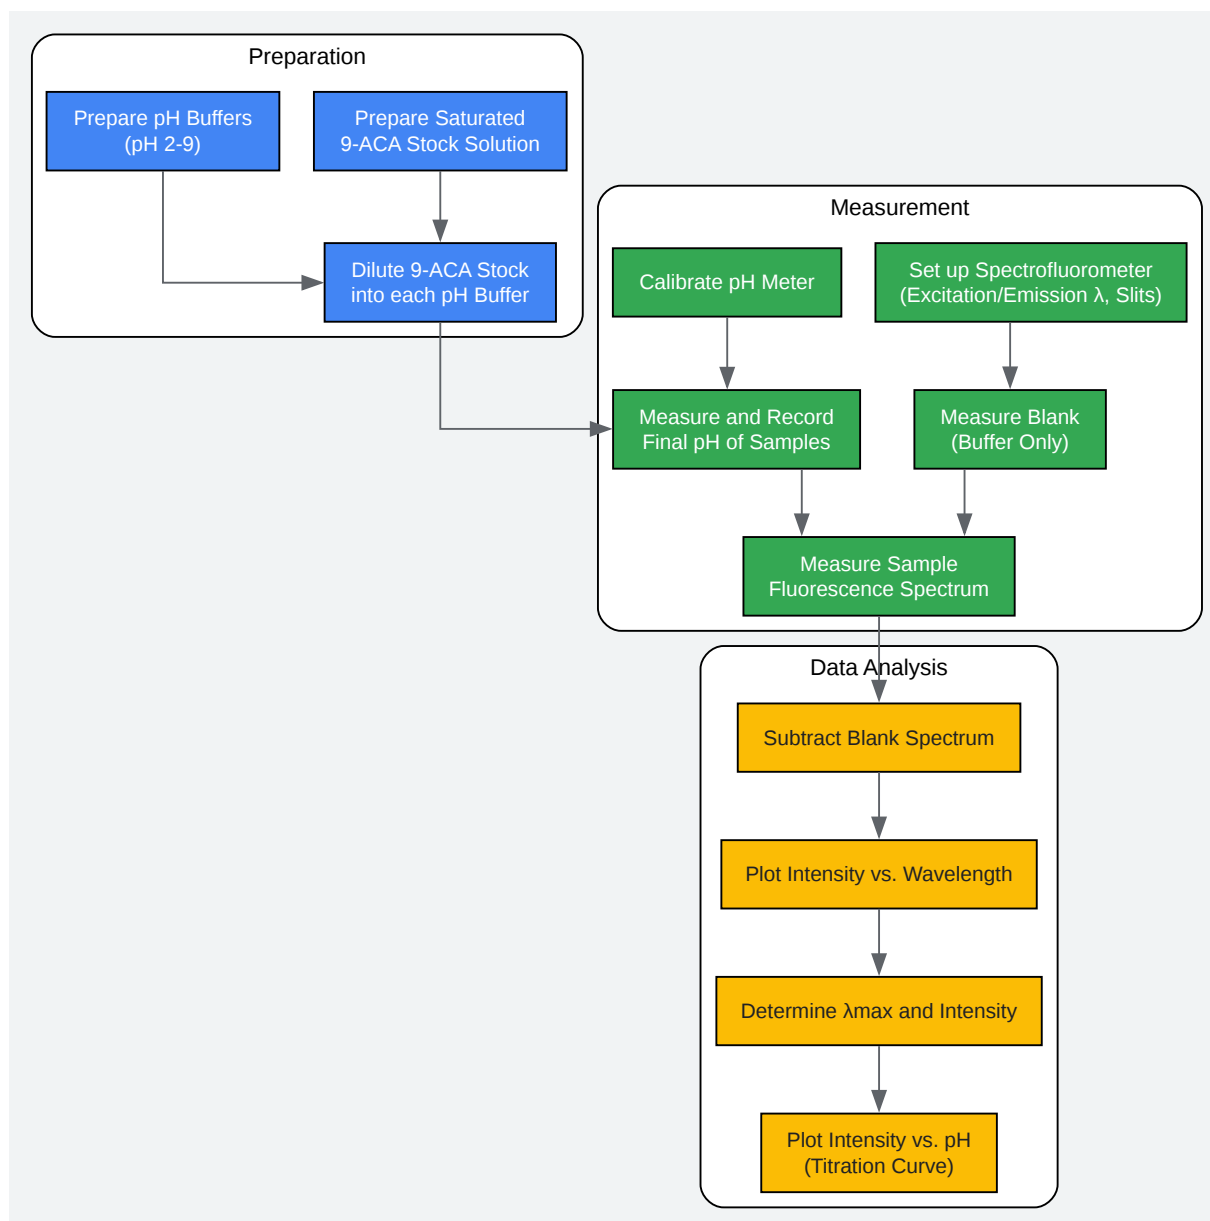 Preparation
Prepare pH Buffers
(pH 2-9)
Prepare Saturated
9-ACA Stock Solution
Dilute 9-ACA Stock
into each pH Buffer
Measurement
Calibrate pH Meter
Set up Spectrofluorometer
(Excitation/Emission λ, Slits)
Measure and Record
Final pH of Samples
Measure Blank
(Buffer Only)
Measure Sample
Fluorescence Spectrum
Data Analysis
Subtract Blank Spectrum
Plot Intensity vs. Wavelength
Determine λmax and Intensity
Plot Intensity vs. pH
(Titration Curve)